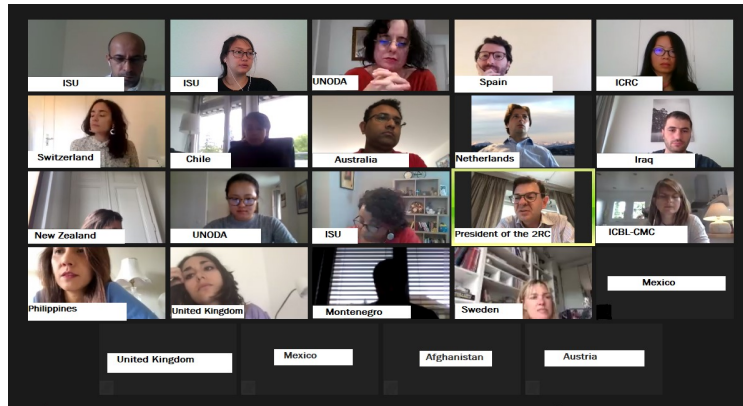 ISU
ISU
UNODA
Spain
ICRC
Switzerland
Chile
Australia
Netherlands
Iraq
New Zealand
UNODA
ISU
President of the 2RC
ICBL-CMC
Philippines
United Kingdom
Montenegro
Sweden
Mexico
United Kingdom
Mexico
Afghanistan
Austria